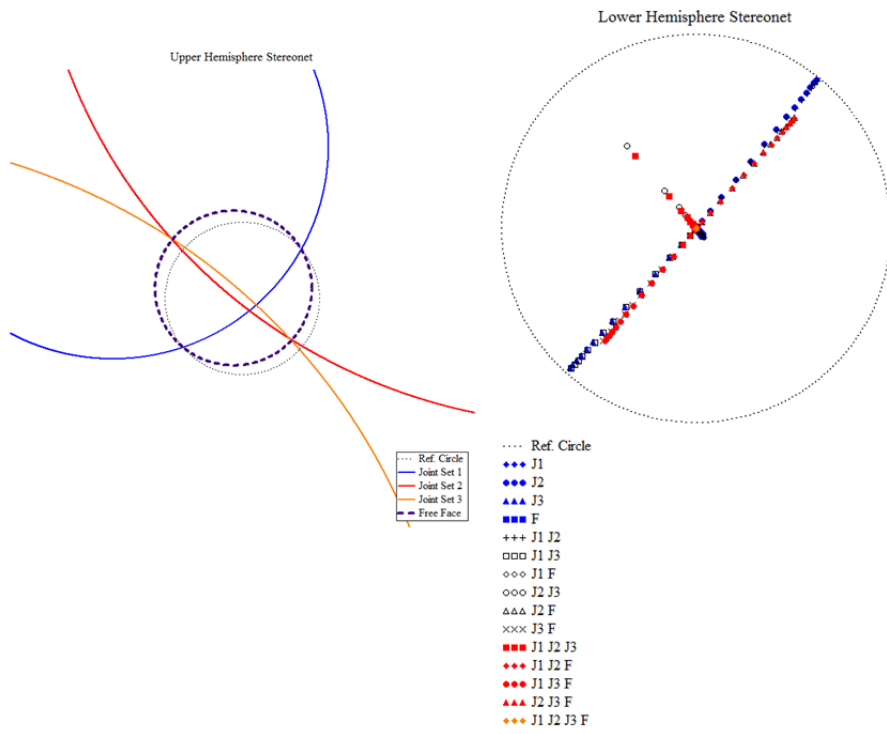 Lower Hemisphere Stereonet
Upper Hemisphere Stereonet
Ref. Circle
Joint Set 1
Joint Set 2
Joint Set 3
Free Face
Ref. Circle
J1
J2
J3
F
J1 J2
J1 J3
J1 F
J2 J3
J2 F
J3 F
J1 J2 J3
J1 J2 F
J1 J3 F
J2 J3 F
J1 J2 J3 F